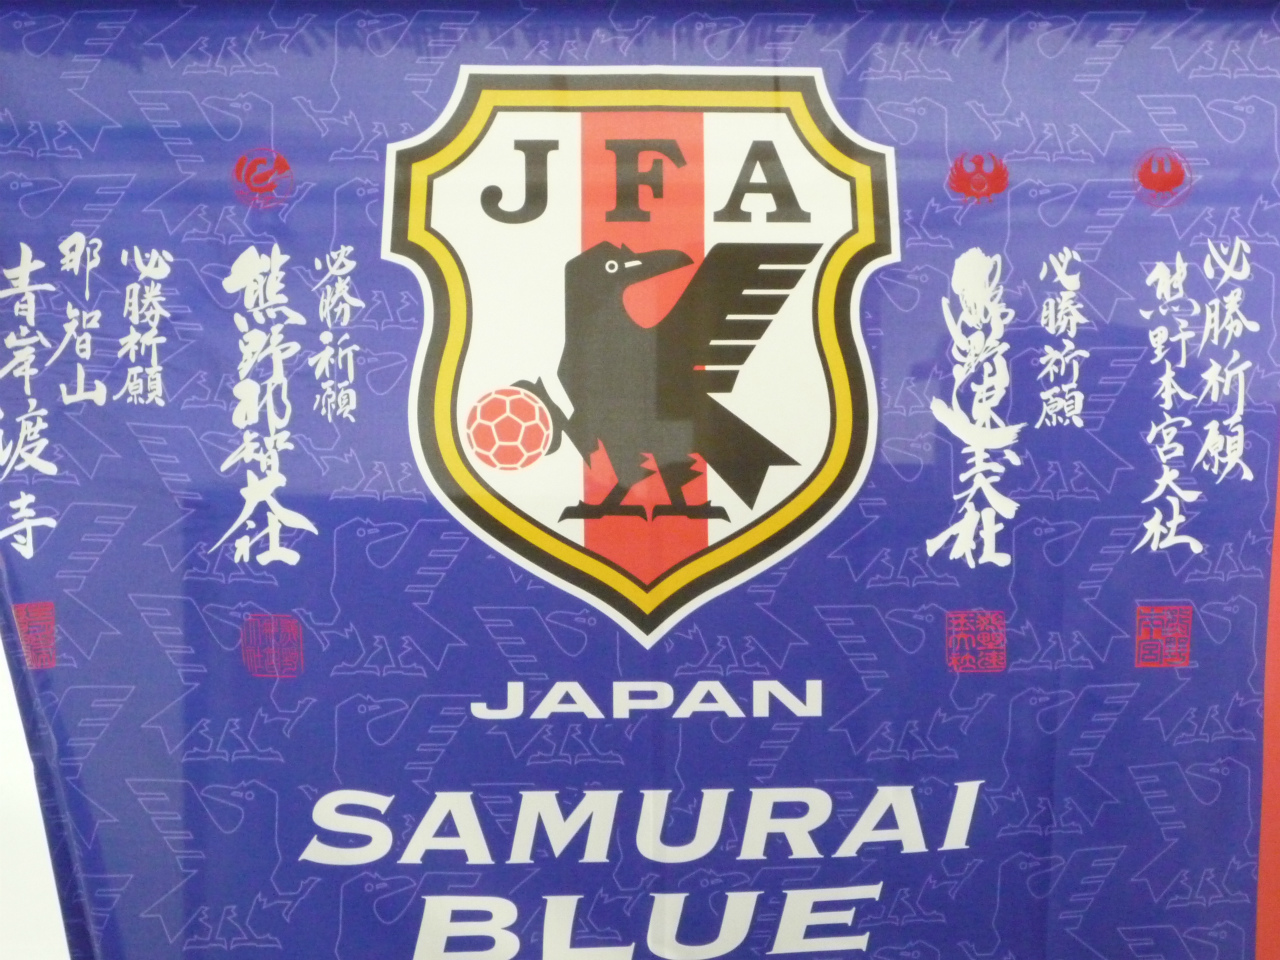 JFA
必勝祈願
熊野本宮大社
必勝祈願
熊野速玉大社
必勝祈願
熊野那智大社
必勝祈願
那智山
青岸渡寺
JAPAN
SAMURAI
BLUE